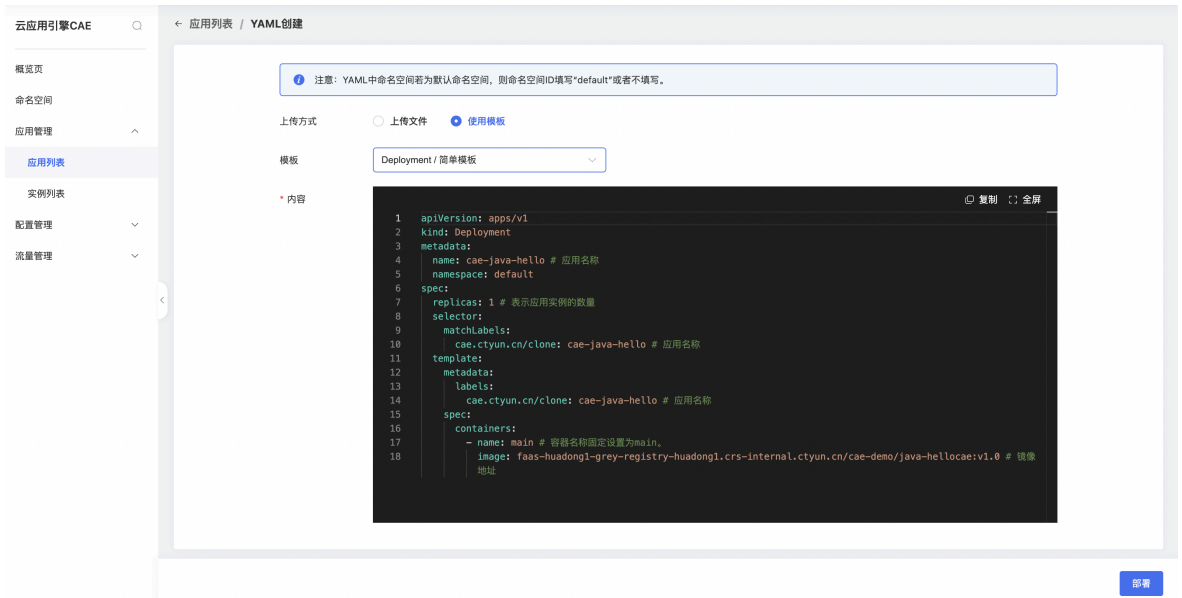 云应用引擎CAE
概览页
命名空间
应用管理
应用列表
实例列表
配置管理
流量管理
← 应用列表 / YAML创建
注意：YAML中命名空间若为默认命名空间，则命名空间ID填写“default”或者不填写。
上传方式 上传文件 使用模板
模板 Deployment / 简单模板
* 内容
复制 全屏
1 apiVersion: apps/v1
2 kind: Deployment
3 metadata:
4 name: cae-java-hello # 应用名称
5 namespace: default
6 spec:
7 replicas: 1 # 表示应用实例的数量
8 selector:
9 matchLabels:
10 cae.ctyun.cn/clone: cae-java-hello # 应用名称
11 template:
12 metadata:
13 labels:
14 cae.ctyun.cn/clone: cae-java-hello # 应用名称
15 spec:
16 containers:
17 - name: main # 容器名称固定设置为main。
18 image: faas-huadong1-grey-registry-huadong1.crs-internal.ctyun.cn/cae-demo/java-hellocae:v1.0 # 镜像
地址
部署